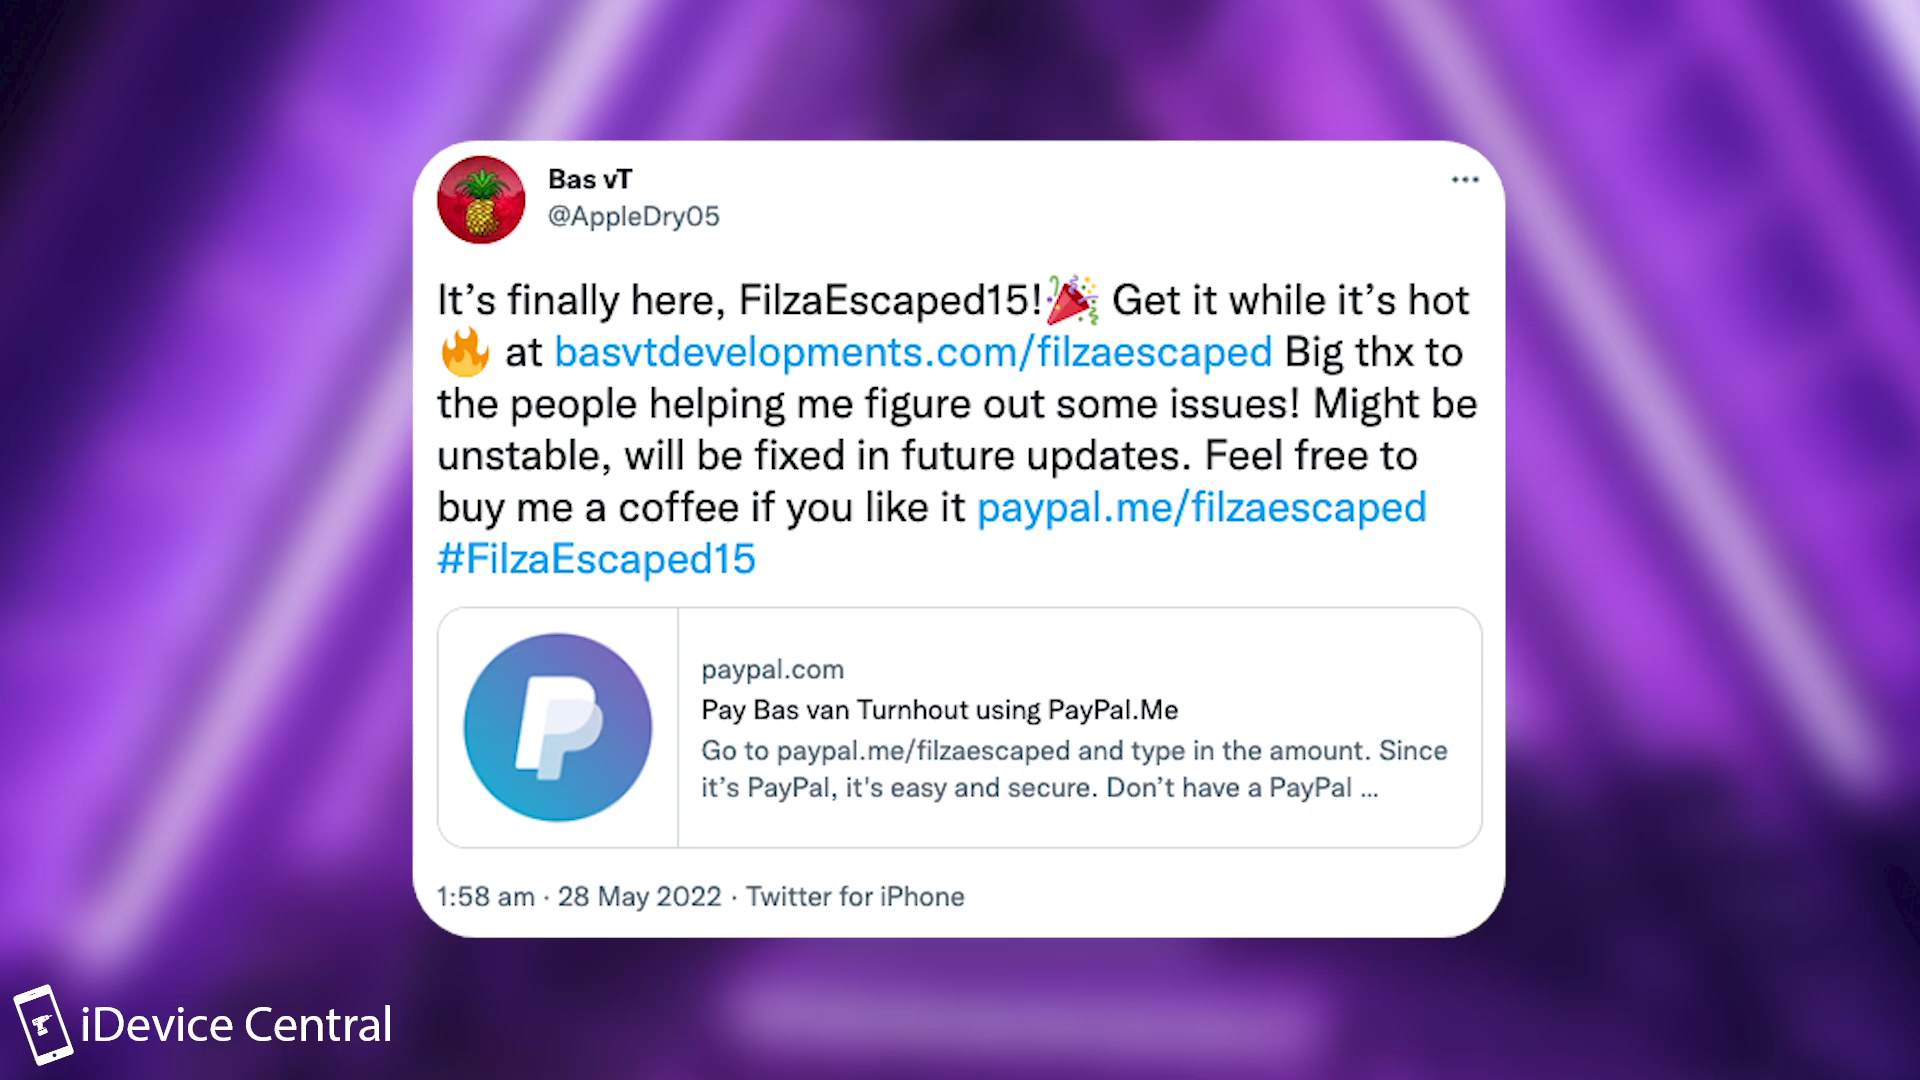 Bas vT
@AppleDry05
It’s finally here, FilzaEscaped15!🎉 Get it while it’s hot
🔥 at basvtdevelopments.com/filzaescaped Big thx to
the people helping me figure out some issues! Might be
unstable, will be fixed in future updates. Feel free to
buy me a coffee if you like it paypal.me/filzaescaped
#FilzaEscaped15
paypal.com
Pay Bas van Turnhout using PayPal.Me
Go to paypal.me/filzaescaped and type in the amount. Since
it’s PayPal, it's easy and secure. Don’t have a PayPal ...
1:58 am · 28 May 2022 · Twitter for iPhone
iDevice Central